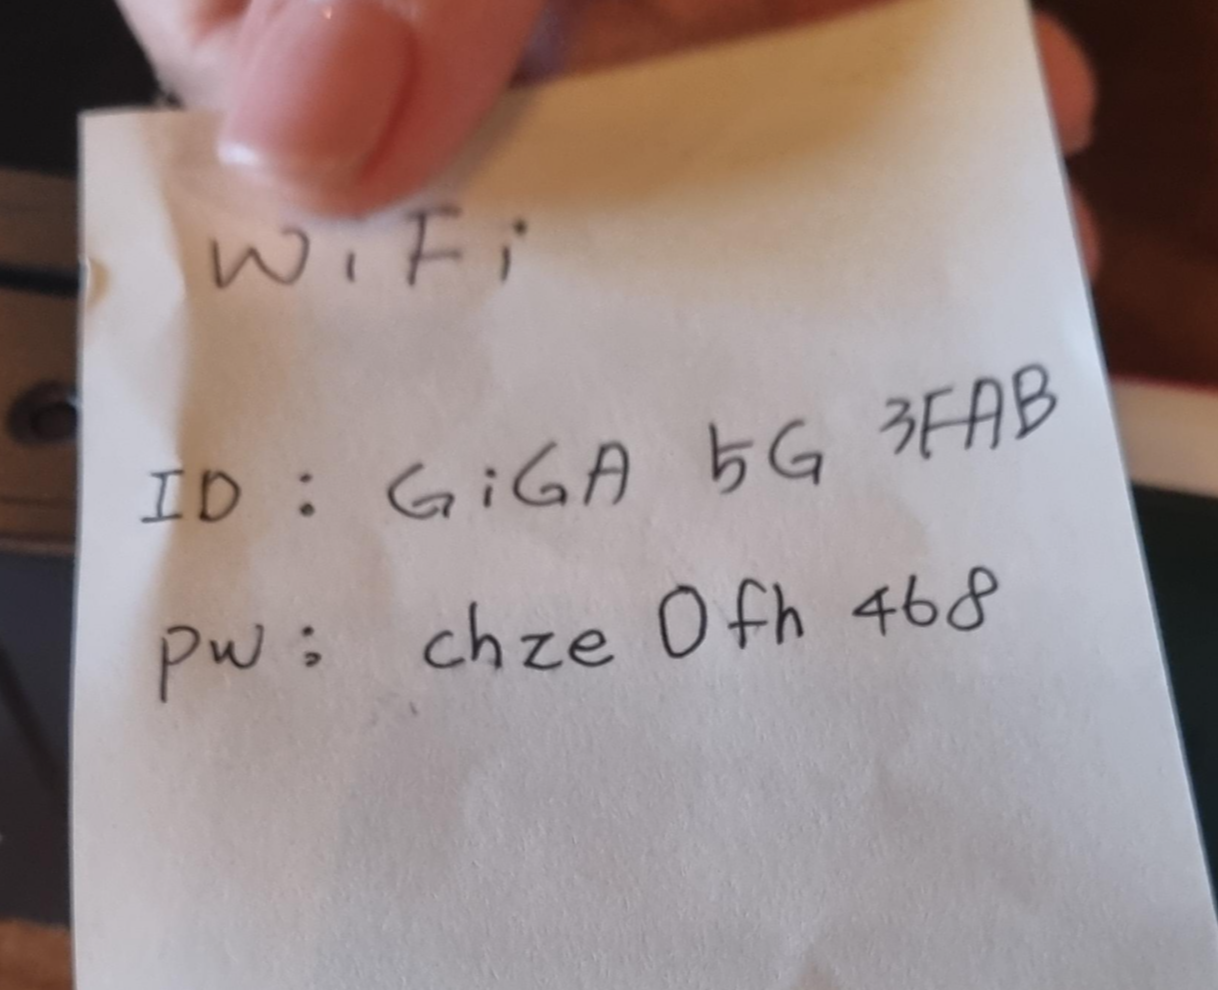 WiFi
ID : GiGA 5G 3FAB
pw : chze 0fh 468